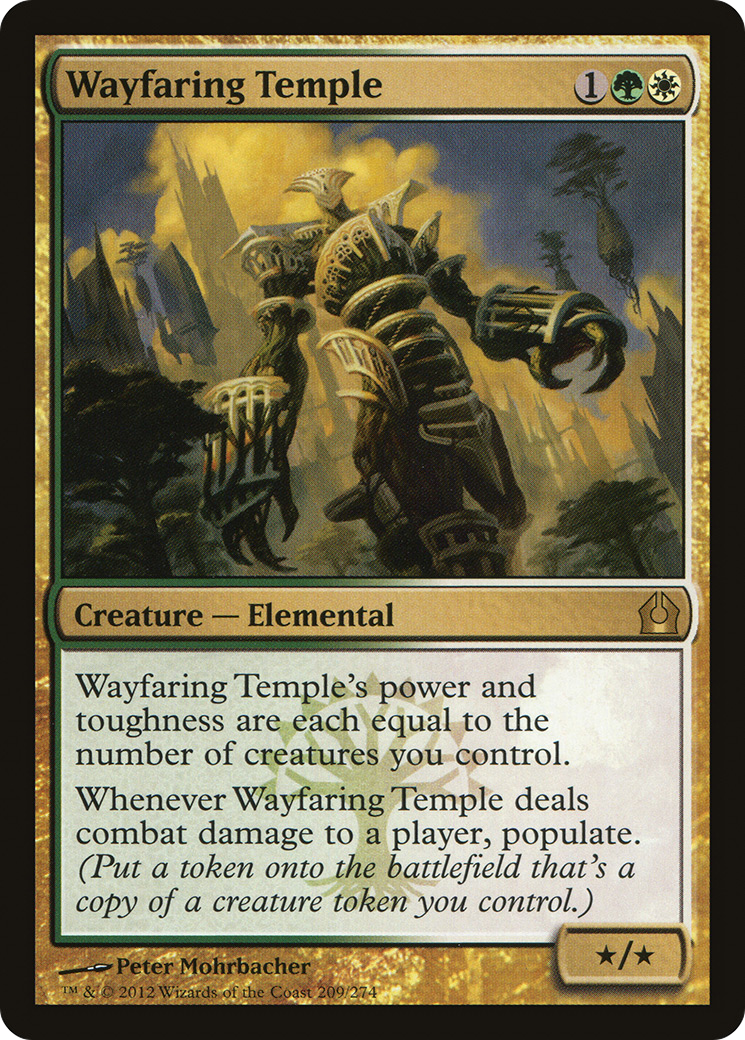 Wayfaring Temple 1
Creature — Elemental
Wayfaring Temple's power and
toughness are each equal to the
number of creatures you control.
Whenever Wayfaring Temple deals
combat damage to a player, populate.
(Put a token onto the battlefield that's a
copy of a creature token you control.)
★/★
Peter Mohrbacher
™ & © 2012 Wizards of the Coast 209/274